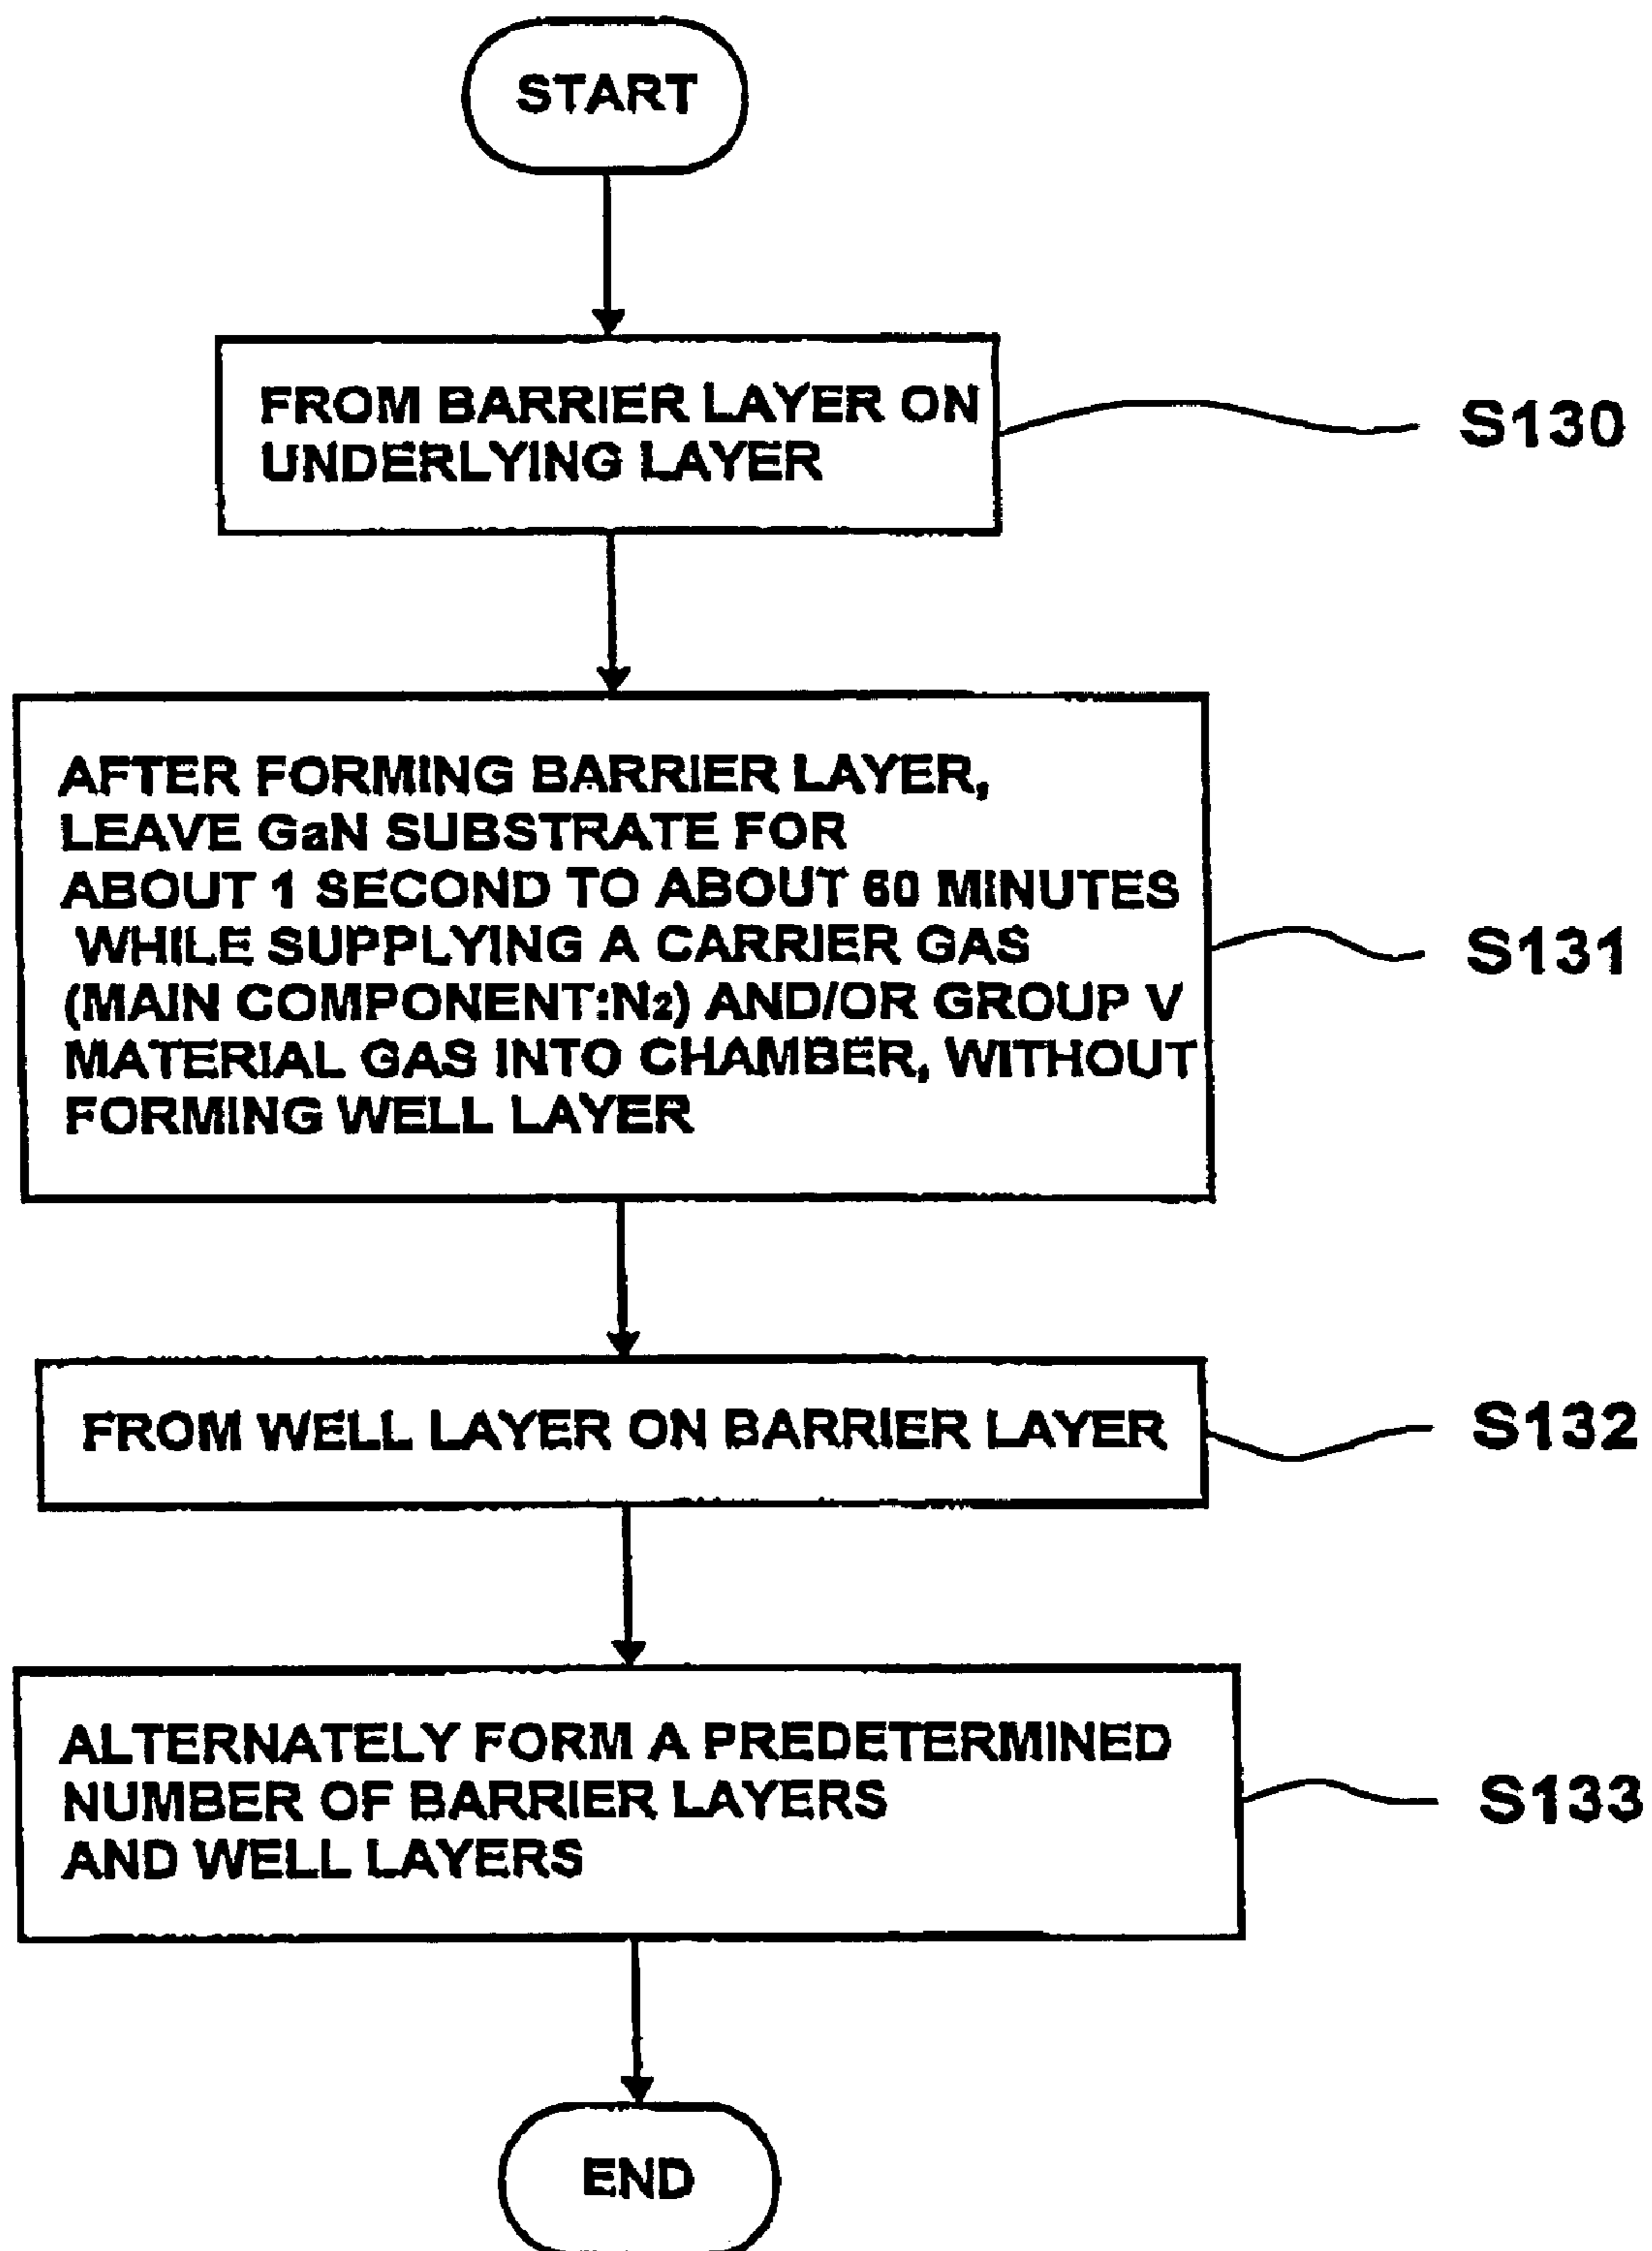 START
FROM BARRIER LAYER ON
UNDERLYING LAYER
S130
AFTER FORMING BARRIER LAYER,
LEAVE GaN SUBSTRATE FOR
ABOUT 1 SECOND TO ABOUT 60 MINUTES
WHILE SUPPLYING A CARRIER GAS
(MAIN COMPONENT:N₂) AND/OR GROUP V
MATERIAL GAS INTO CHAMBER, WITHOUT
FORMING WELL LAYER
S131
FROM WELL LAYER ON BARRIER LAYER
S132
ALTERNATELY FORM A PREDETERMINED
NUMBER OF BARRIER LAYERS
AND WELL LAYERS
S133
END